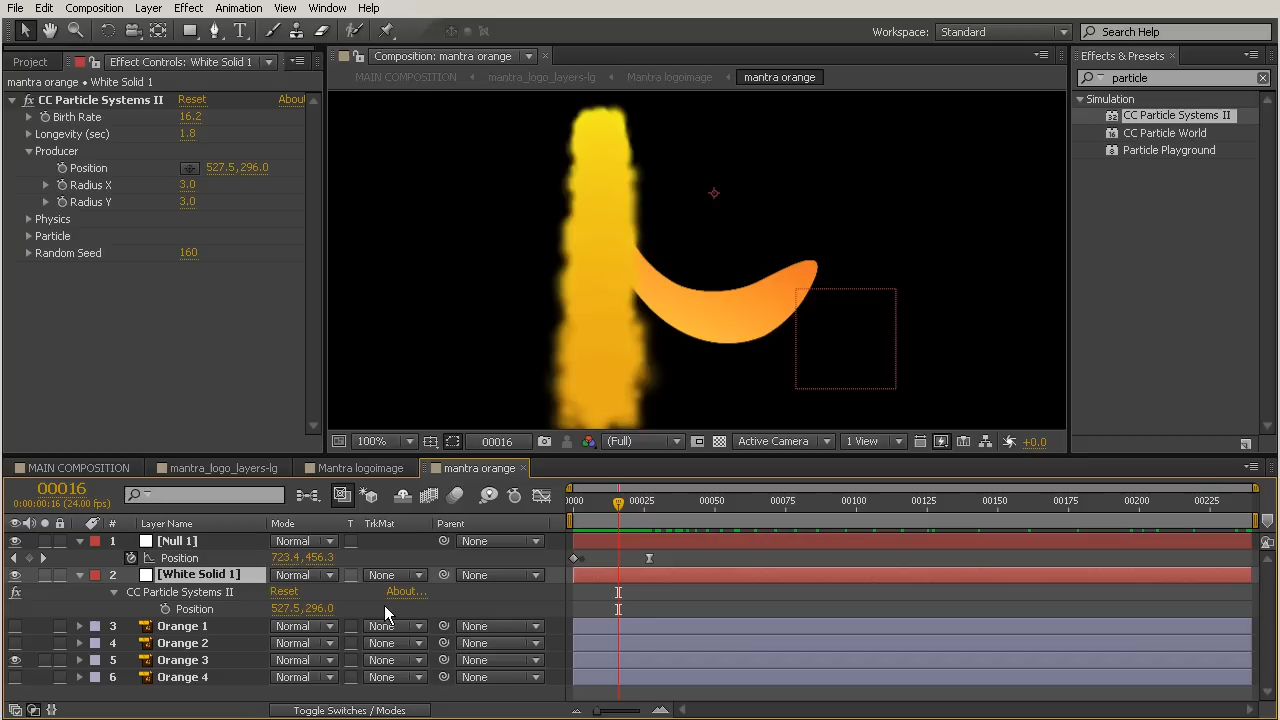 File Edit Composition Layer Effect Animation View Window Help
Workspace: Standard Search Help
Project Effect Controls: White Solid 1
Composition: mantra orange
Effects & Presets
mantra orange • White Solid 1
MAIN COMPOSITION mantra_logo_layers-lg Mantra logoimage mantra orange
particle
fx CC Particle Systems II Reset About
Birth Rate 16.2
Longevity (sec) 1.8
Producer
Position 527.5,296.0
Radius X 3.0
Radius Y 3.0
Physics
Particle
Random Seed 160
Simulation
32 CC Particle Systems II
16 CC Particle World
8 Particle Playground
100% 00016 (Full) Active Camera 1 View +0.0
MAIN COMPOSITION mantra_logo_layers-lg Mantra logoimage mantra orange
00016
0:00:00:16 (24.00 fps)
0000 00025 00050 00075 00100 00125 00150 00175 00200 00225
# Layer Name Mode T TrkMat Parent
1 [Null 1] Normal None
Position 723.4,456.3
2 [White Solid 1] Normal None None
fx CC Particle Systems II Reset About...
Position 527.5,296.0
3 Orange 1 Normal None None
4 Orange 2 Normal None None
5 Orange 3 Normal None None
6 Orange 4 Normal None None
Toggle Switches / Modes